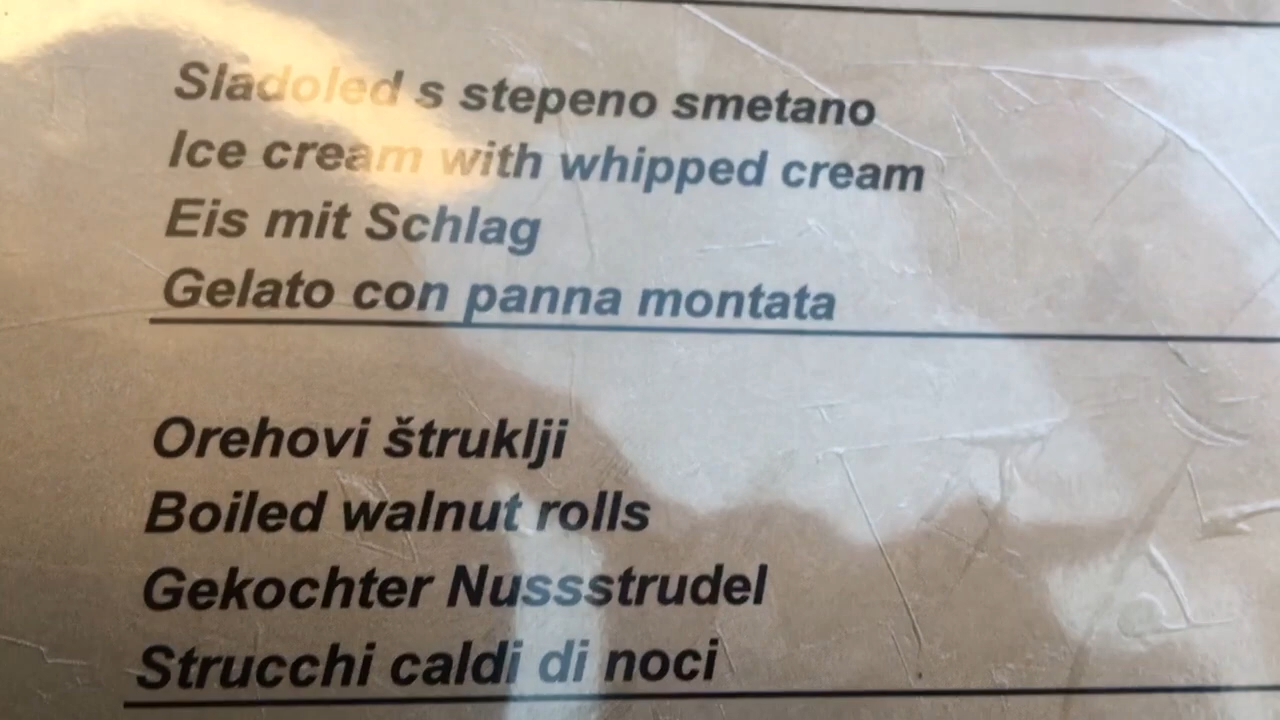 Sladoled s stepeno smetano
Ice cream with whipped cream
Eis mit Schlag
Gelato con panna montata
Orehovi štruklji
Boiled walnut rolls
Gekochter Nussstrudel
Strucchi caldi di noci